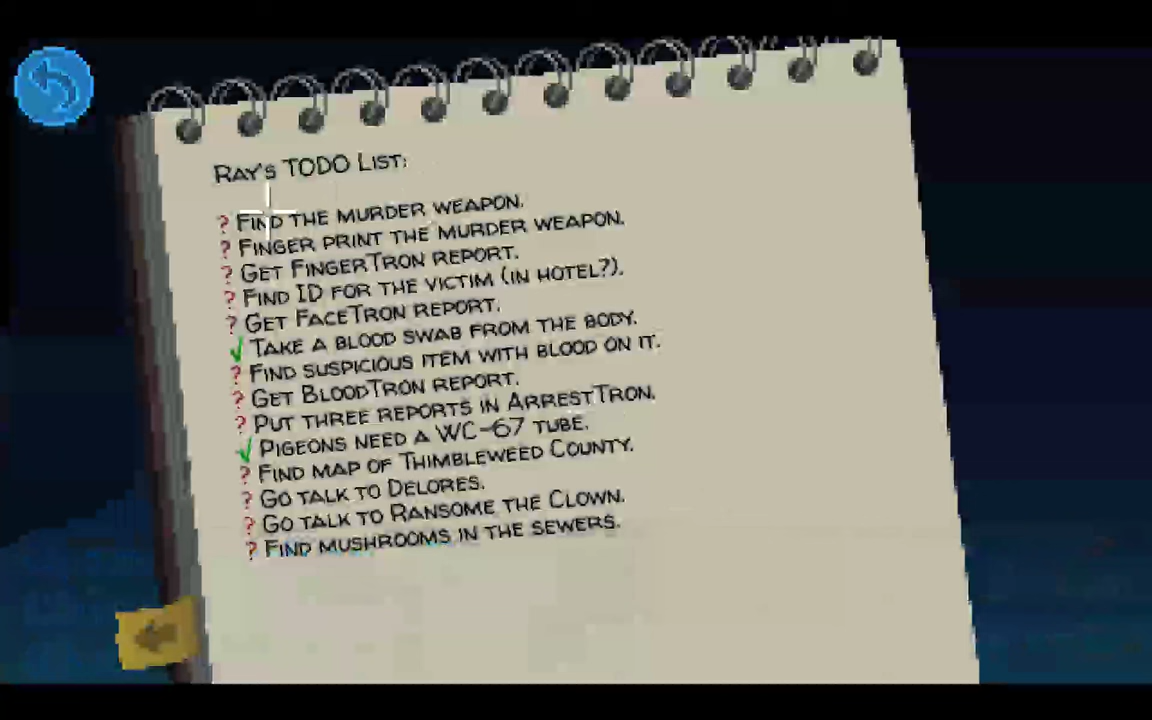 Ray's TODO List:
? Find the murder weapon.
? Finger print the murder weapon.
? Get FingerTron report.
? Find ID for the victim (in hotel?).
? Get FaceTron report.
✓ Take a blood swab from the body.
? Find suspicious item with blood on it.
? Get BloodTron report.
? Put three reports in ArrestTron.
✓ Pigeons need a WC-67 tube.
? Find map of Thimbleweed County.
? Go talk to Delores.
? Go talk to Ransome the Clown.
? Find mushrooms in the sewers.